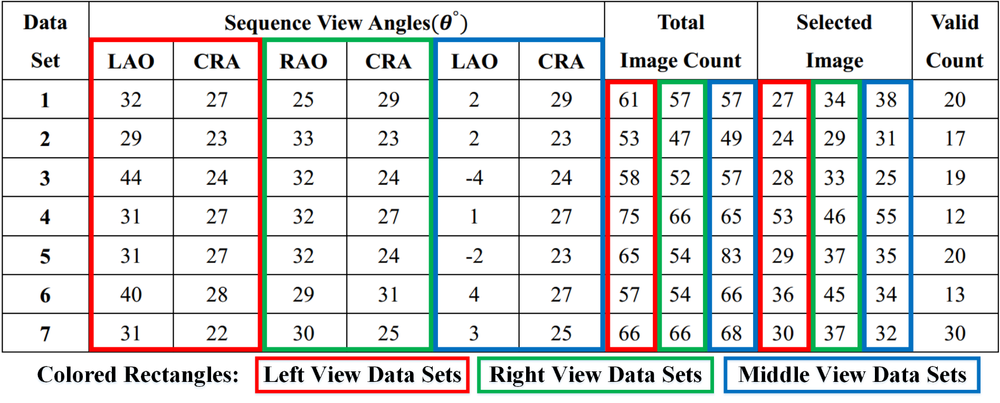 Data Set Sequence View Angles(θ°) Total Image Count Selected Image Valid Count
LAO CRA RAO CRA LAO CRA
1 32 27 25 29 2 29 61 57 57 27 34 38 20
2 29 23 33 23 2 23 53 47 49 24 29 31 17
3 44 24 32 24 -4 24 58 52 57 28 33 25 19
4 31 27 32 27 1 27 75 66 65 53 46 55 12
5 31 27 32 24 -2 23 65 54 83 29 37 35 20
6 40 28 29 31 4 27 57 54 66 36 45 34 13
7 31 22 30 25 3 25 66 66 68 30 37 32 30
Colored Rectangles: Left View Data Sets Right View Data Sets Middle View Data Sets